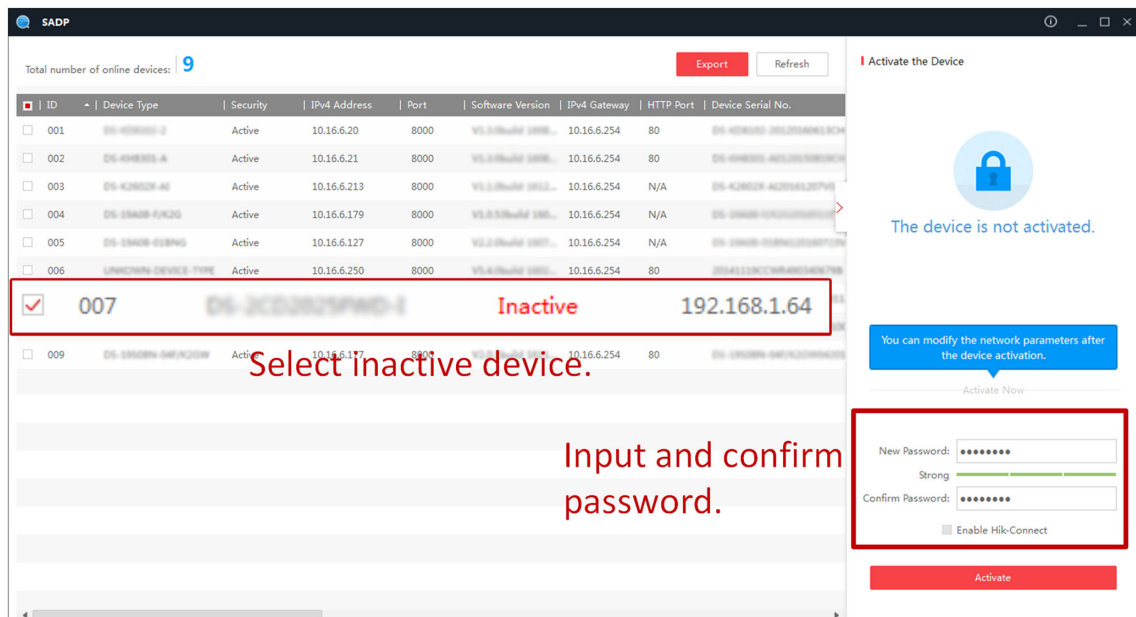 SADP
Total number of online devices: 9
Export
Refresh
ID Device Type Security IPv4 Address Port Software Version IPv4 Gateway HTTP Port Device Serial No.
001 Active 10.16.6.20 8000 10.16.6.254 80
002 Active 10.16.6.21 8000 10.16.6.254 80
003 Active 10.16.6.213 8000 10.16.6.254 N/A
004 Active 10.16.6.179 8000 10.16.6.254 N/A
005 Active 10.16.6.127 8000 10.16.6.254 N/A
006 Active 10.16.6.250 8000 10.16.6.254 80
007 Inactive 192.168.1.64
009 Active 10.16.6.177 8000 10.16.6.254 80
Select inactive device.
Input and confirm
password.
Activate the Device
The device is not activated.
You can modify the network parameters after
the device activation.
Activate Now
New Password: ●●●●●●●●
Strong
Confirm Password: ●●●●●●●●
Enable Hik-Connect
Activate